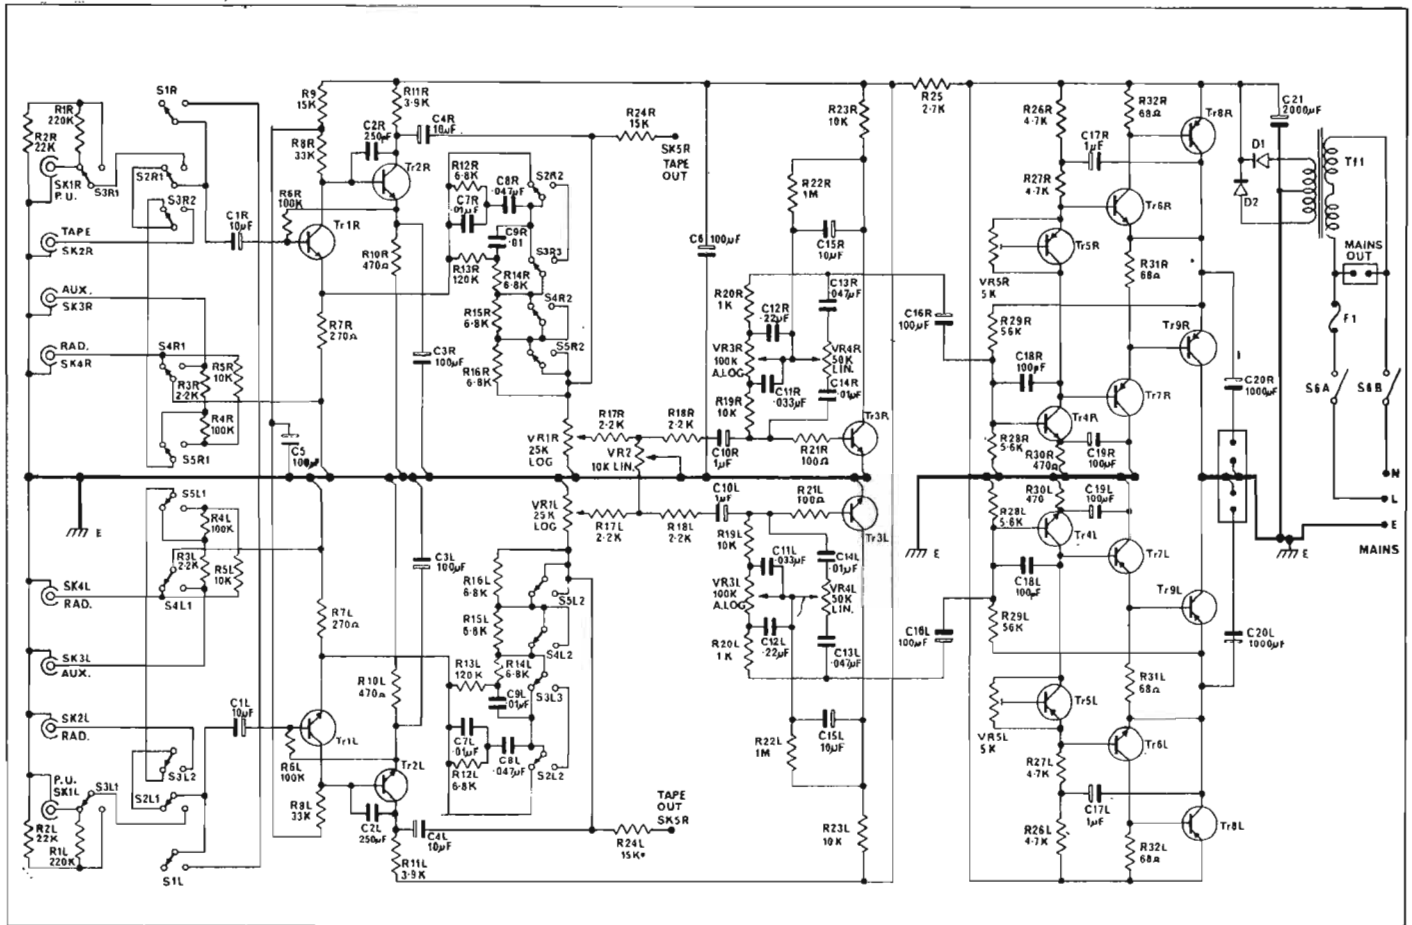 S1R
R1R
220K
R2R
22K
SK1R
P.U.
S3R1
S2R1
S3R2
TAPE
SK2R
AUX.
SK3R
RAD.
SK4R
S4R1
R3R
2·2K
R5R
10K
R4R
100K
S5R1
C1R
10µF
R6R
100K
R9
15K
R8R
33K
Tr1R
R7R
270Ω
C5
100µF
R11R
3·9K
C2R
250pF
C4R
10µF
Tr2R
R10R
470Ω
C3R
100µF
R12R
6·8K
C7R
·01µF
C8R
·047µF
C9R
·01
R13R
120K
R14R
6·8K
R15R
6·8K
R16R
6·8K
S2R2
S3R3
S4R2
S5R2
R24R
15K
SK5R
TAPE
OUT
VR1R
25K
LOG
R17R
2·2K
R18R
2·2K
VR2
10K LIN.
C6 100µF
C10R
1µF
R20R
1K
C12R
·22µF
VR3R
100K
A.LOG
C11R
·033µF
R19R
10K
R22R
1M
C15R
10µF
C13R
·047µF
VR4R
50K
LIN.
C14R
·01µF
R21R
100Ω
Tr3R
R23R
10K
R25
2·7K
C16R
100µF
R26R
4·7K
C17R
1µF
R27R
4·7K
Tr5R
VR5R
5K
R29R
56K
C18R
100pF
Tr4R
R28R
5·6K
R30R
470Ω
C19R
100µF
R32R
68Ω
Tr8R
Tr6R
R31R
68Ω
Tr9R
Tr7R
C20R
1000µF
C21
2000µF
D1
D2
Tf1
MAINS
OUT
F1
S6A
S6B
N
L
E
MAINS
E
E
E
S5L1
R4L
100K
R3L
2·2K
R5L
10K
SK4L
RAD.
S4L1
SK3L
AUX.
SK2L
RAD.
S3L2
P.U.
SK1L
S3L1
S2L1
R2L
22K
R1L
220K
S1L
C1L
10µF
R6L
100K
Tr1L
R7L
270Ω
R8L
33K
C3L
100µF
R10L
470Ω
Tr2L
C2L
250pF
C4L
10µF
R11L
3·9K
VR1L
25K
LOG
R16L
6·8K
R15L
6·8K
R13L
120K
R14L
6·8K
C9L
·01µF
C7L
·01µF
R12L
6·8K
C8L
·047µF
S5L2
S4L2
S3L3
S2L2
TAPE
OUT
SK5R
R24L
15K
R17L
2·2K
R18L
2·2K
C10L
1µF
R19L
10K
C11L
·033µF
VR3L
100K
A.LOG
R20L
1K
C12L
·22µF
R21L
100Ω
Tr3L
C14L
·01µF
VR4L
50K
LIN.
C13L
·047µF
R22L
1M
C15L
10µF
R23L
10K
C16L
100µF
R30L
470
R28L
5·6K
C19L
100µF
Tr4L
Tr7L
C18L
100pF
R29L
56K
Tr9L
C20L
1000µF
R31L
68Ω
Tr5L
VR5L
5K
Tr6L
R27L
4·7K
C17L
1µF
R26L
4·7K
R32L
68Ω
Tr8L